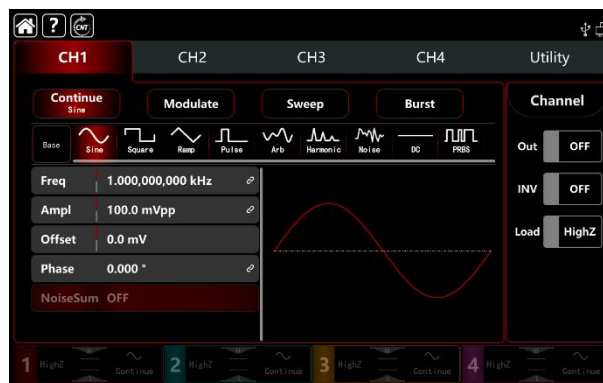 ? CNT
CH1 CH2 CH3 CH4 Utility
Continue Modulate Sweep Burst Channel
Sine
Base Sine Square Ramp Pulse Arb Harmonic Noise DC PRBS
Out OFF
Freq 1.000,000,000 kHz
INV OFF
Ampl 100.0 mVpp
Offset 0.0 mV
Load HighZ
Phase 0.000 °
NoiseSum OFF
1 HighZ Continue 2 HighZ Continue 3 HighZ Continue 4 HighZ Continue